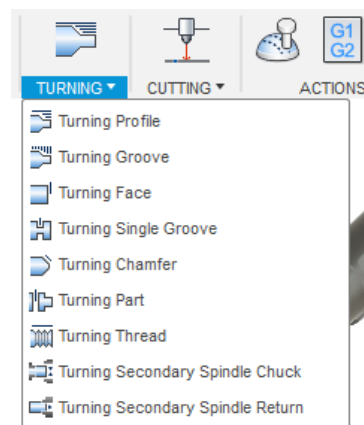 G1
G2
TURNING CUTTING ACTIONS
Turning Profile
Turning Groove
Turning Face
Turning Single Groove
Turning Chamfer
Turning Part
Turning Thread
Turning Secondary Spindle Chuck
Turning Secondary Spindle Return